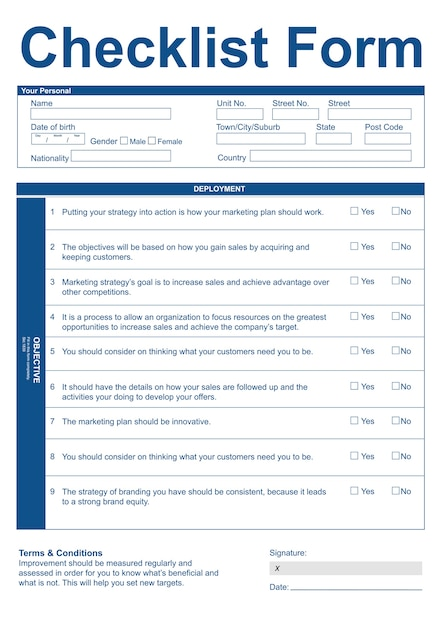 Checklist Form
Your Personal
Name
Unit No. Street No. Street
Date of birth
Day Month Year
/ /
Gender Male Female
Town/City/Suburb State Post Code
Nationality
Country
DEPLOYMENT
OBJECTIVE
1 Putting your strategy into action is how your marketing plan should work. Yes No
2 The objectives will be based on how you gain sales by acquiring and
keeping customers. Yes No
3 Marketing strategy's goal is to increase sales and achieve advantage over
other competitions. Yes No
4 It is a process to allow an organization to focus resources on the greatest
opportunities to increase sales and achieve the company's target. Yes No
5 You should consider on thinking what your customers need you to be. Yes No
6 It should have the details on how your sales are followed up and the
activities your doing to develop your offers. Yes No
7 The marketing plan should be innovative. Yes No
8 You should consider on thinking what your customers need you to be. Yes No
9 The strategy of branding you have should be consistent, because it leads
to a strong brand equity. Yes No
Terms & Conditions
Improvement should be measured regularly and
assessed in order for you to know what's beneficial and
what is not. This will help you set new targets.
Signature:
x
Date: